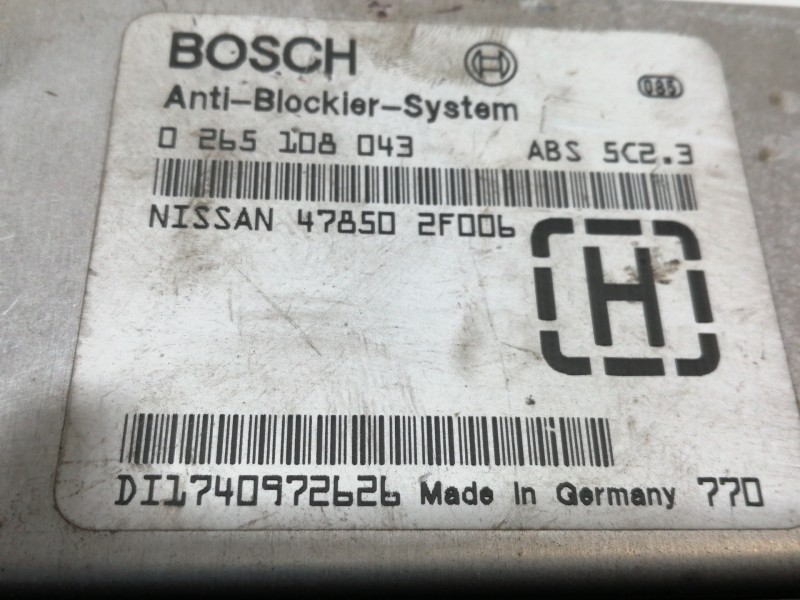 BOSCH
085
Anti-Blockier-System
0 265 108 043 ABS 5C2.3
NISSAN 47850 2F006
H
DI1740972626 Made in Germany 770